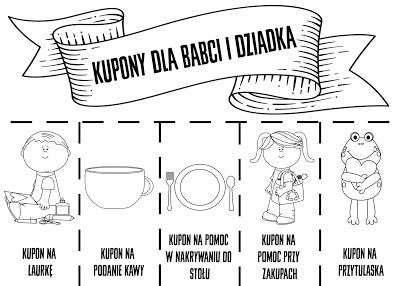 KUPONY DLA BABCI I DZIADKA
KUPON NA
LAURKĘ
KUPON NA
PODANIE KAWY
KUPON NA POMOC
W NAKRYWANIU DO
STOŁU
KUPON NA
POMOC PRZY
ZAKUPACH
KUPON NA
PRZYTULASKA